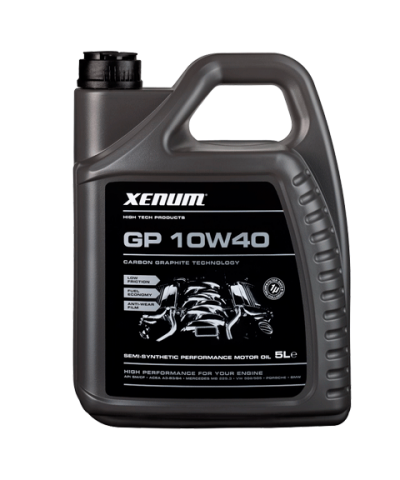 XENUM®
HIGH TECH PRODUCTS
GP 10W40
CARBON GRAPHITE TECHNOLOGY
LOW
FRICTION
FUEL
ECONOMY
ANTI-WEAR
FILM
SEMI-SYNTHETIC PERFORMANCE MOTOR OIL 5L℮
HIGH PERFORMANCE FOR YOUR ENGINE